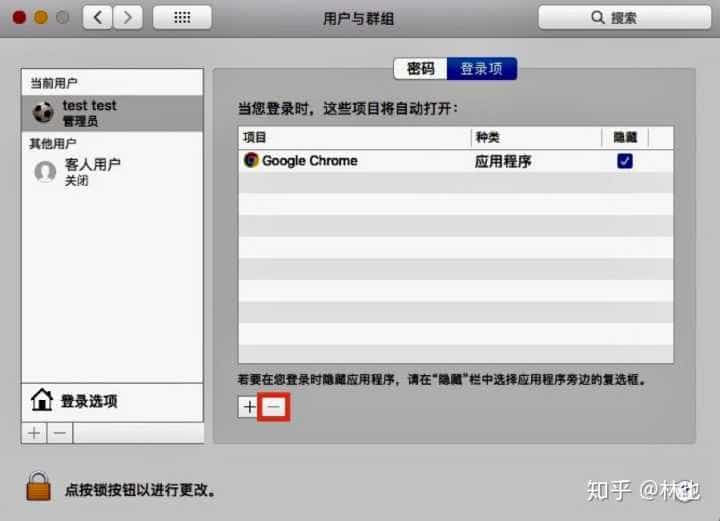 用户与群组
搜索
当前用户
test test
管理员
其他用户
客人用户
关闭
登录选项
密码
登录项
当您登录时，这些项目将自动打开：
项目 种类 隐藏
Google Chrome 应用程序
若要在您登录时隐藏应用程序，请在“隐藏”栏中选择应用程序旁边的复选框。
点按锁按钮以进行更改。
知乎 @林也